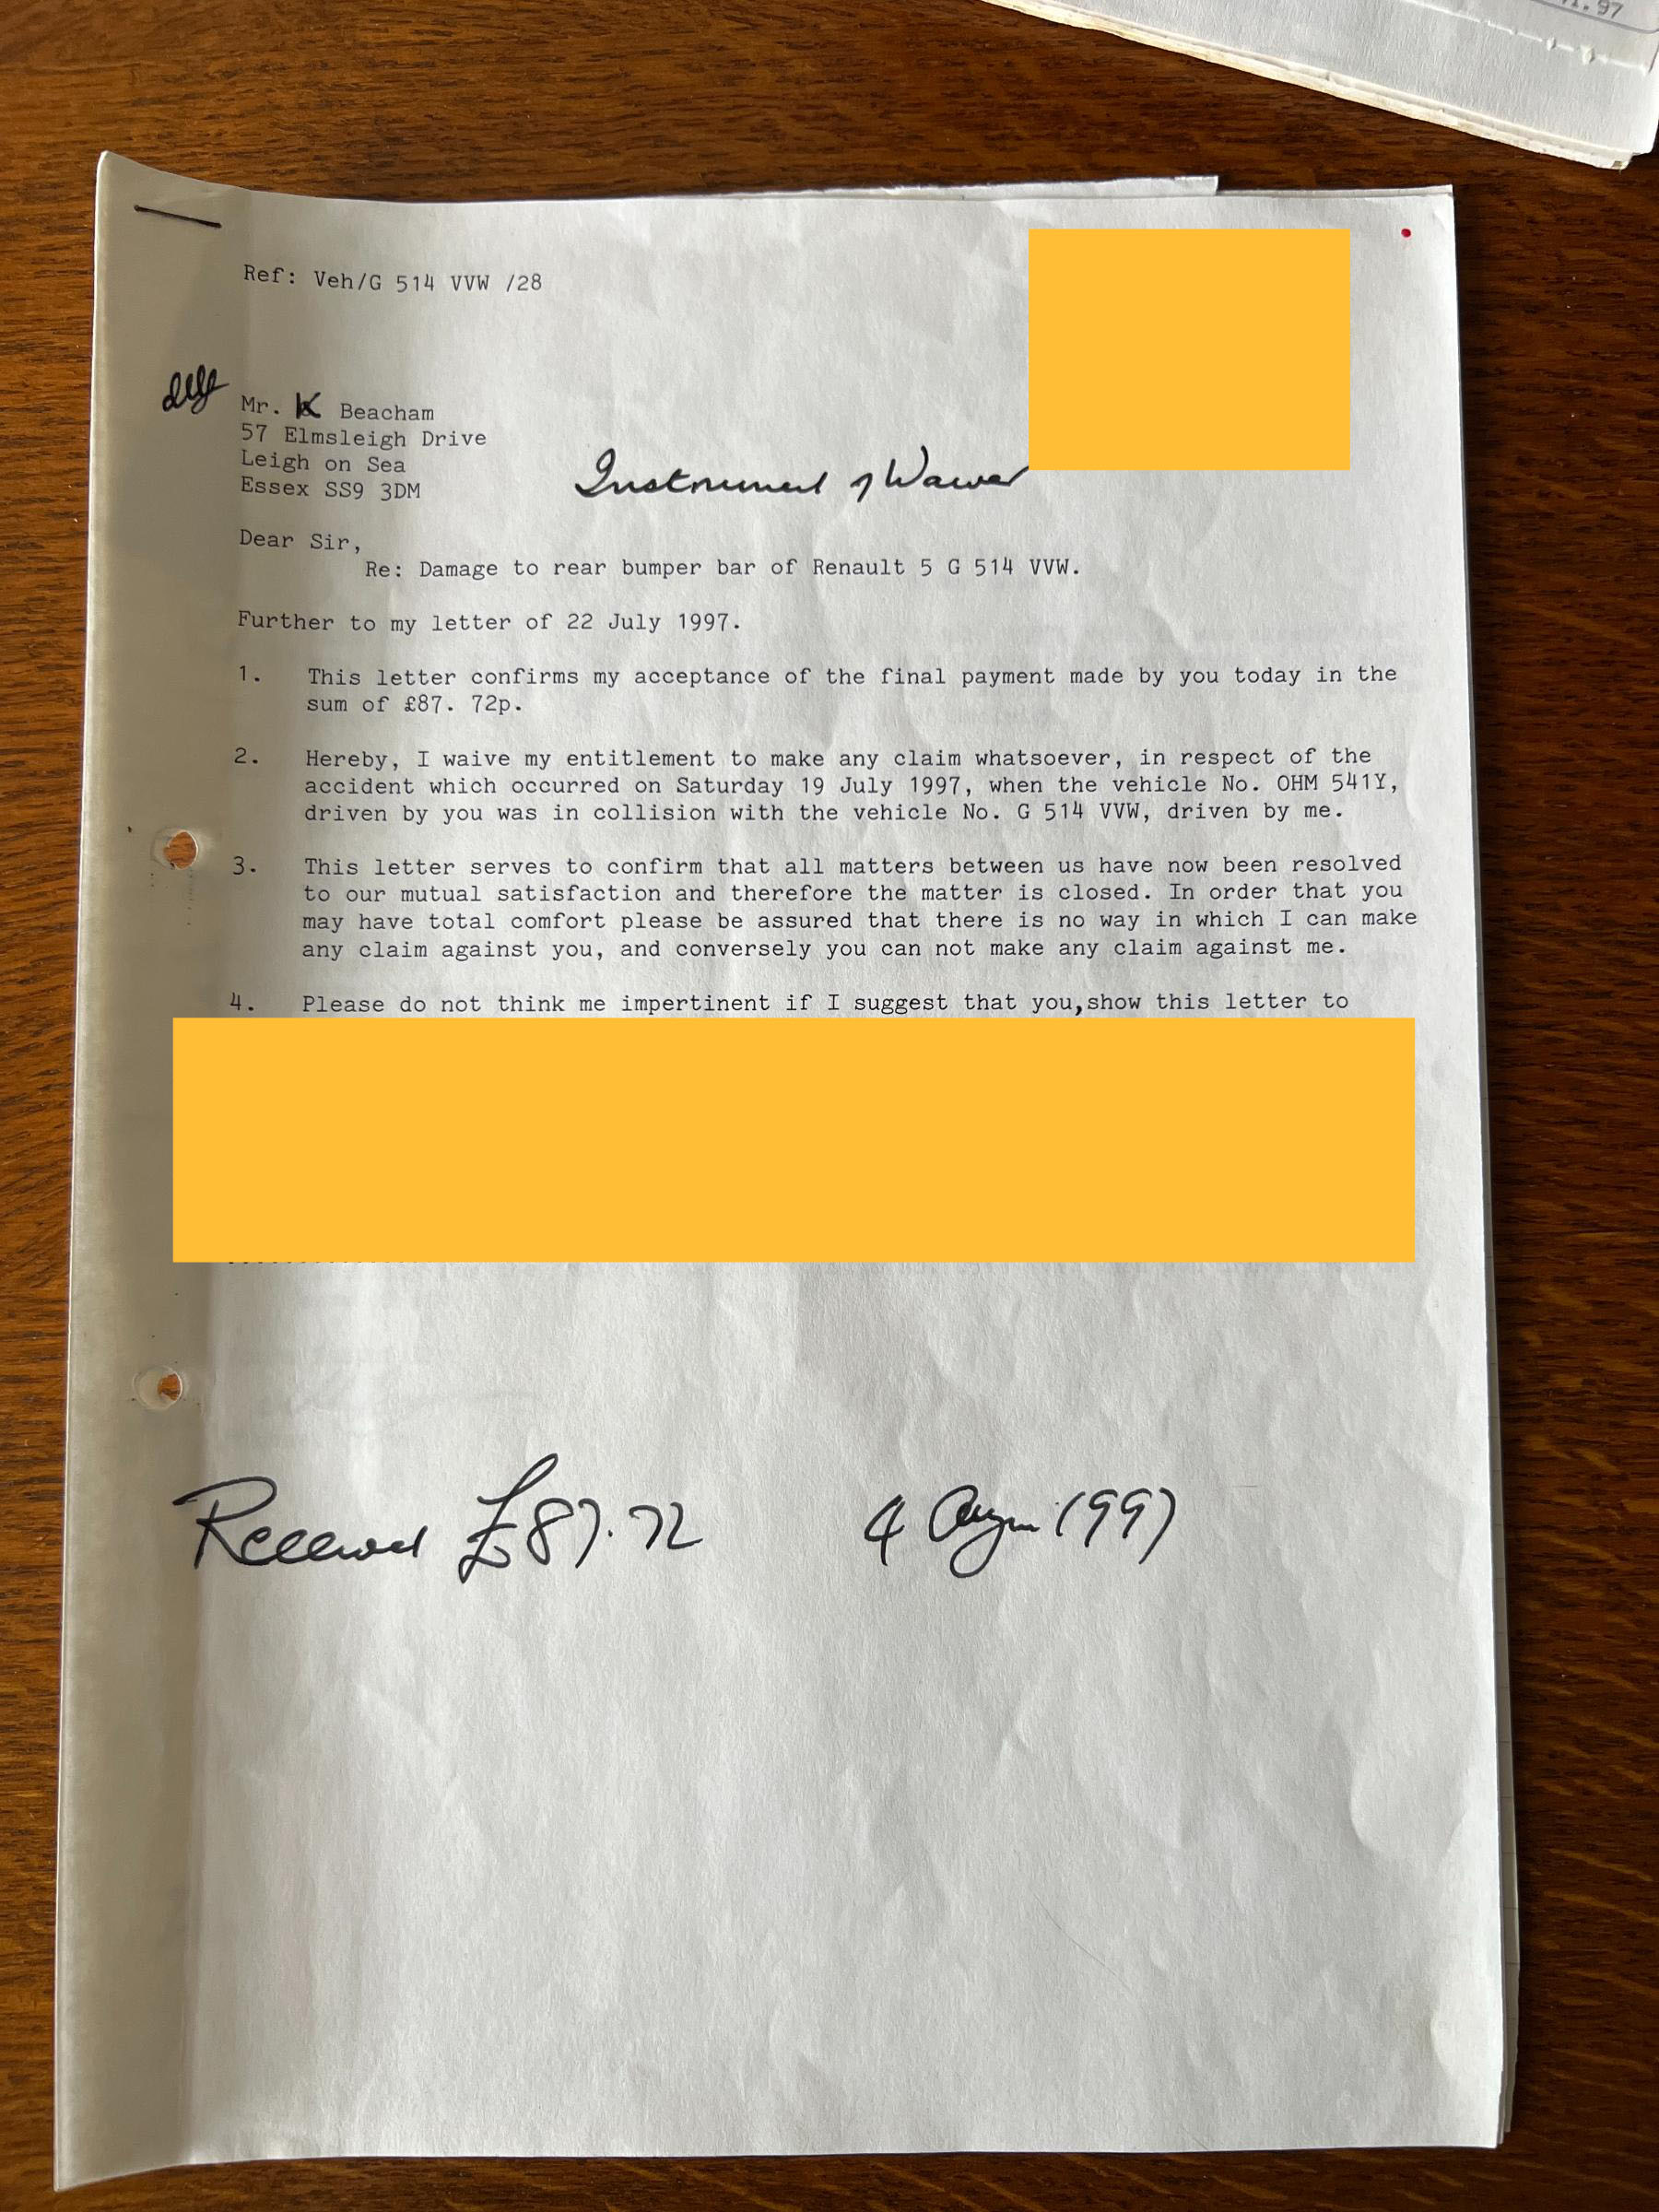 1.97
Ref: Veh/G 514 VVW /28
Mr. K Beacham
57 Elmsleigh Drive
Leigh on Sea
Essex SS9 3DM
Instrument of Waiver
Dear Sir,
Re: Damage to rear bumper bar of Renault 5 G 514 VVW.
Further to my letter of 22 July 1997.
1. This letter confirms my acceptance of the final payment made by you today in the
sum of £87. 72p.
2. Hereby, I waive my entitlement to make any claim whatsoever, in respect of the
accident which occurred on Saturday 19 July 1997, when the vehicle No. OHM 541Y,
driven by you was in collision with the vehicle No. G 514 VVW, driven by me.
3. This letter serves to confirm that all matters between us have now been resolved
to our mutual satisfaction and therefore the matter is closed. In order that you
may have total comfort please be assured that there is no way in which I can make
any claim against you, and conversely you can not make any claim against me.
4. Please do not think me impertinent if I suggest that you,show this letter to
Received £87.72 4 August 1997